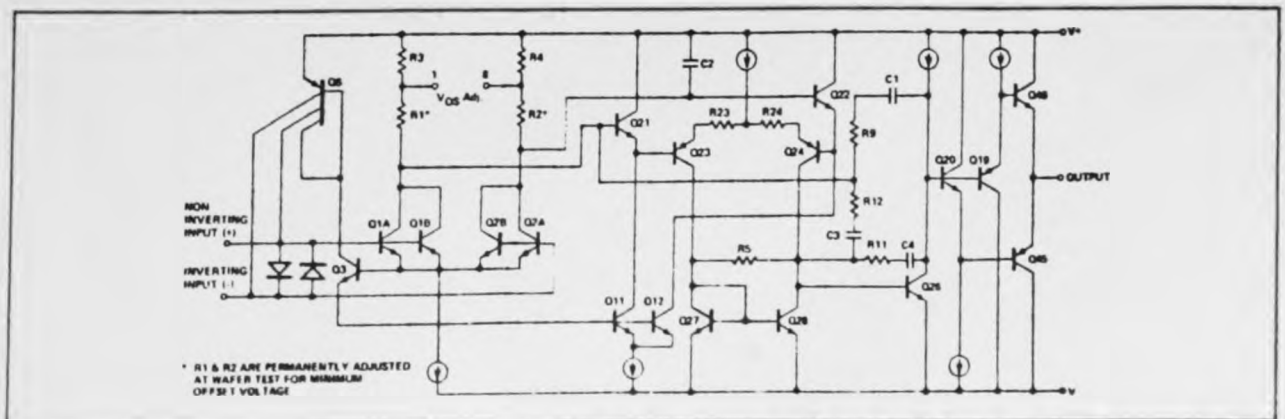 V+
R3
R4
C2
Q6
1
8
VOS Adj.
C1
Q22
Q46
R1*
R2*
R23
R24
Q21
R9
Q23
Q24
Q20
Q19
OUTPUT
R12
NON
INVERTING
INPUT (+)
Q1A
Q1B
Q2B
Q2A
C3
R11
C4
R5
Q3
Q45
INVERTING
INPUT (-)
Q26
Q11
Q12
Q27
Q28
* R1 & R2 ARE PERMANENTLY ADJUSTED
AT WAFER TEST FOR MINIMUM
OFFSET VOLTAGE
V